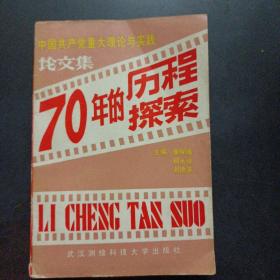 中国共产党重大理论与实践
论文集
70年的历程
探索
主编
LI CHENG TAN SUO
武汉测绘科技大学出版社